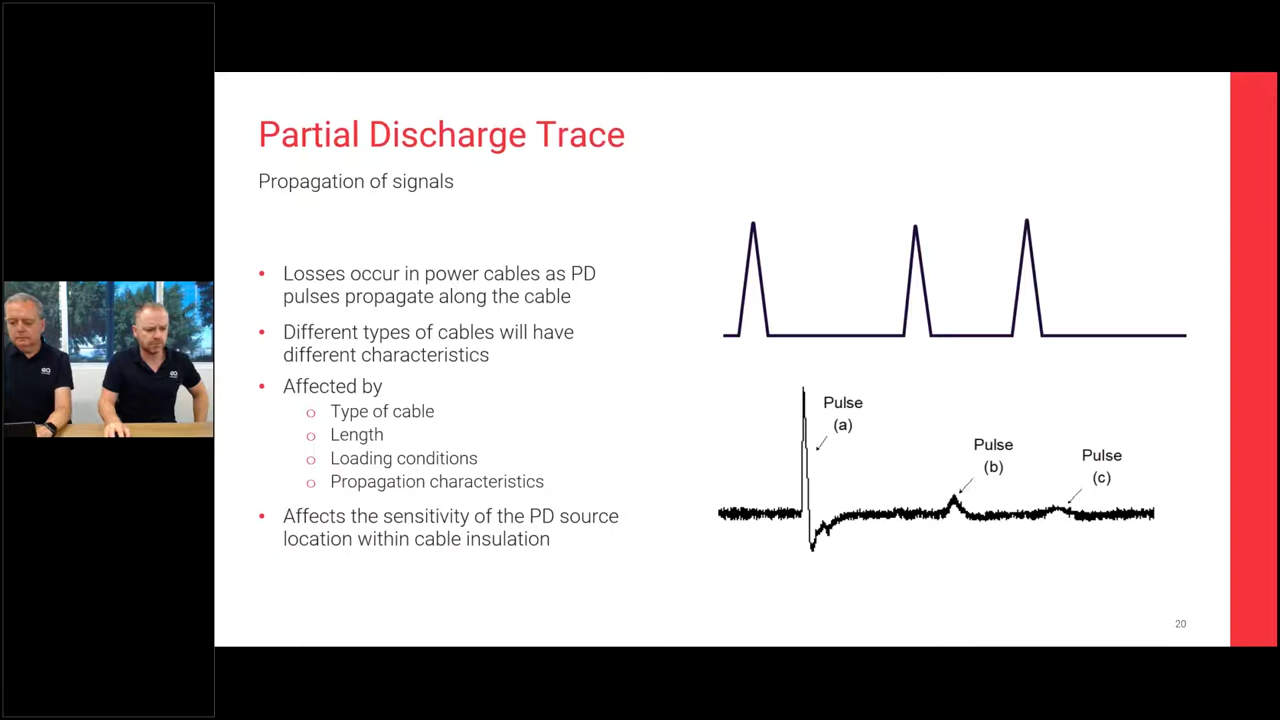 Partial Discharge Trace
Propagation of signals
• Losses occur in power cables as PD
pulses propagate along the cable
• Different types of cables will have
different characteristics
• Affected by
o Type of cable
o Length
o Loading conditions
o Propagation characteristics
• Affects the sensitivity of the PD source
location within cable insulation
Pulse
(a)
Pulse
(b)
Pulse
(c)
20
ea
ea